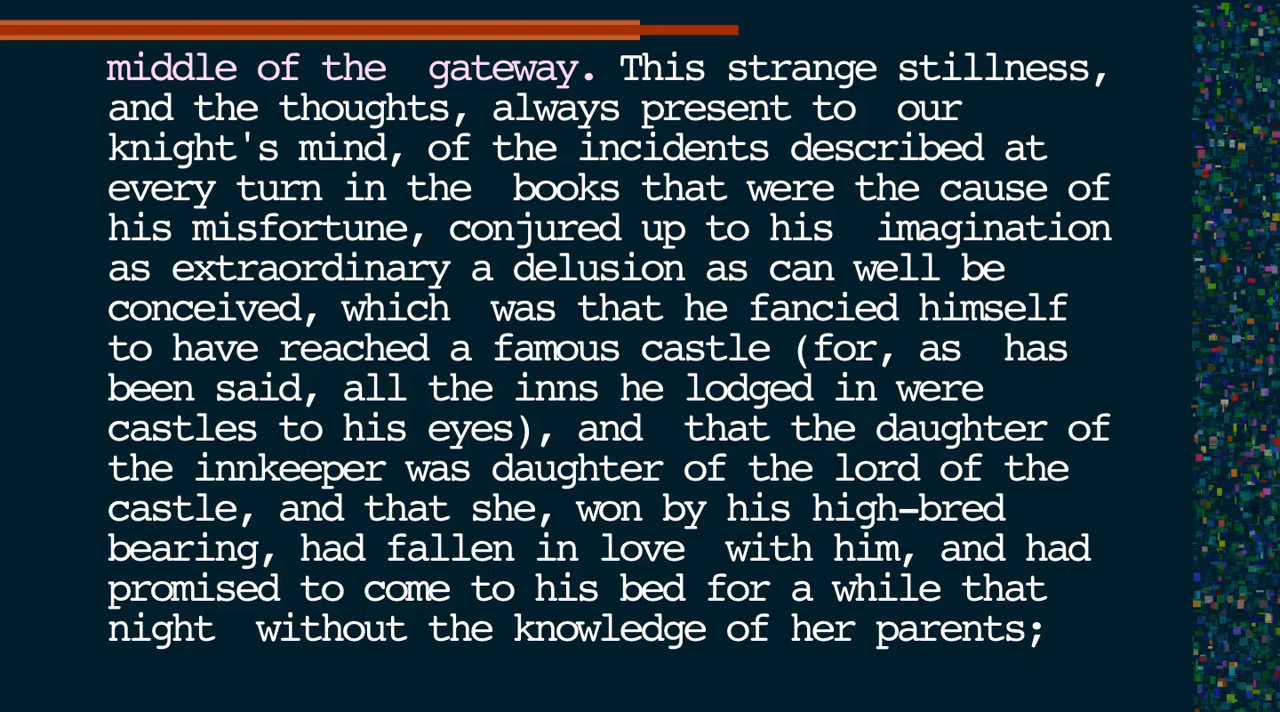 middle of the  gateway. This strange stillness,
and the thoughts, always present to  our
knight's mind, of the incidents described at
every turn in the  books that were the cause of
his misfortune, conjured up to his  imagination
as extraordinary a delusion as can well be
conceived, which  was that he fancied himself
to have reached a famous castle (for, as  has
been said, all the inns he lodged in were
castles to his eyes), and  that the daughter of
the innkeeper was daughter of the lord of the
castle, and that she, won by his high-bred
bearing, had fallen in love  with him, and had
promised to come to his bed for a while that
night  without the knowledge of her parents;